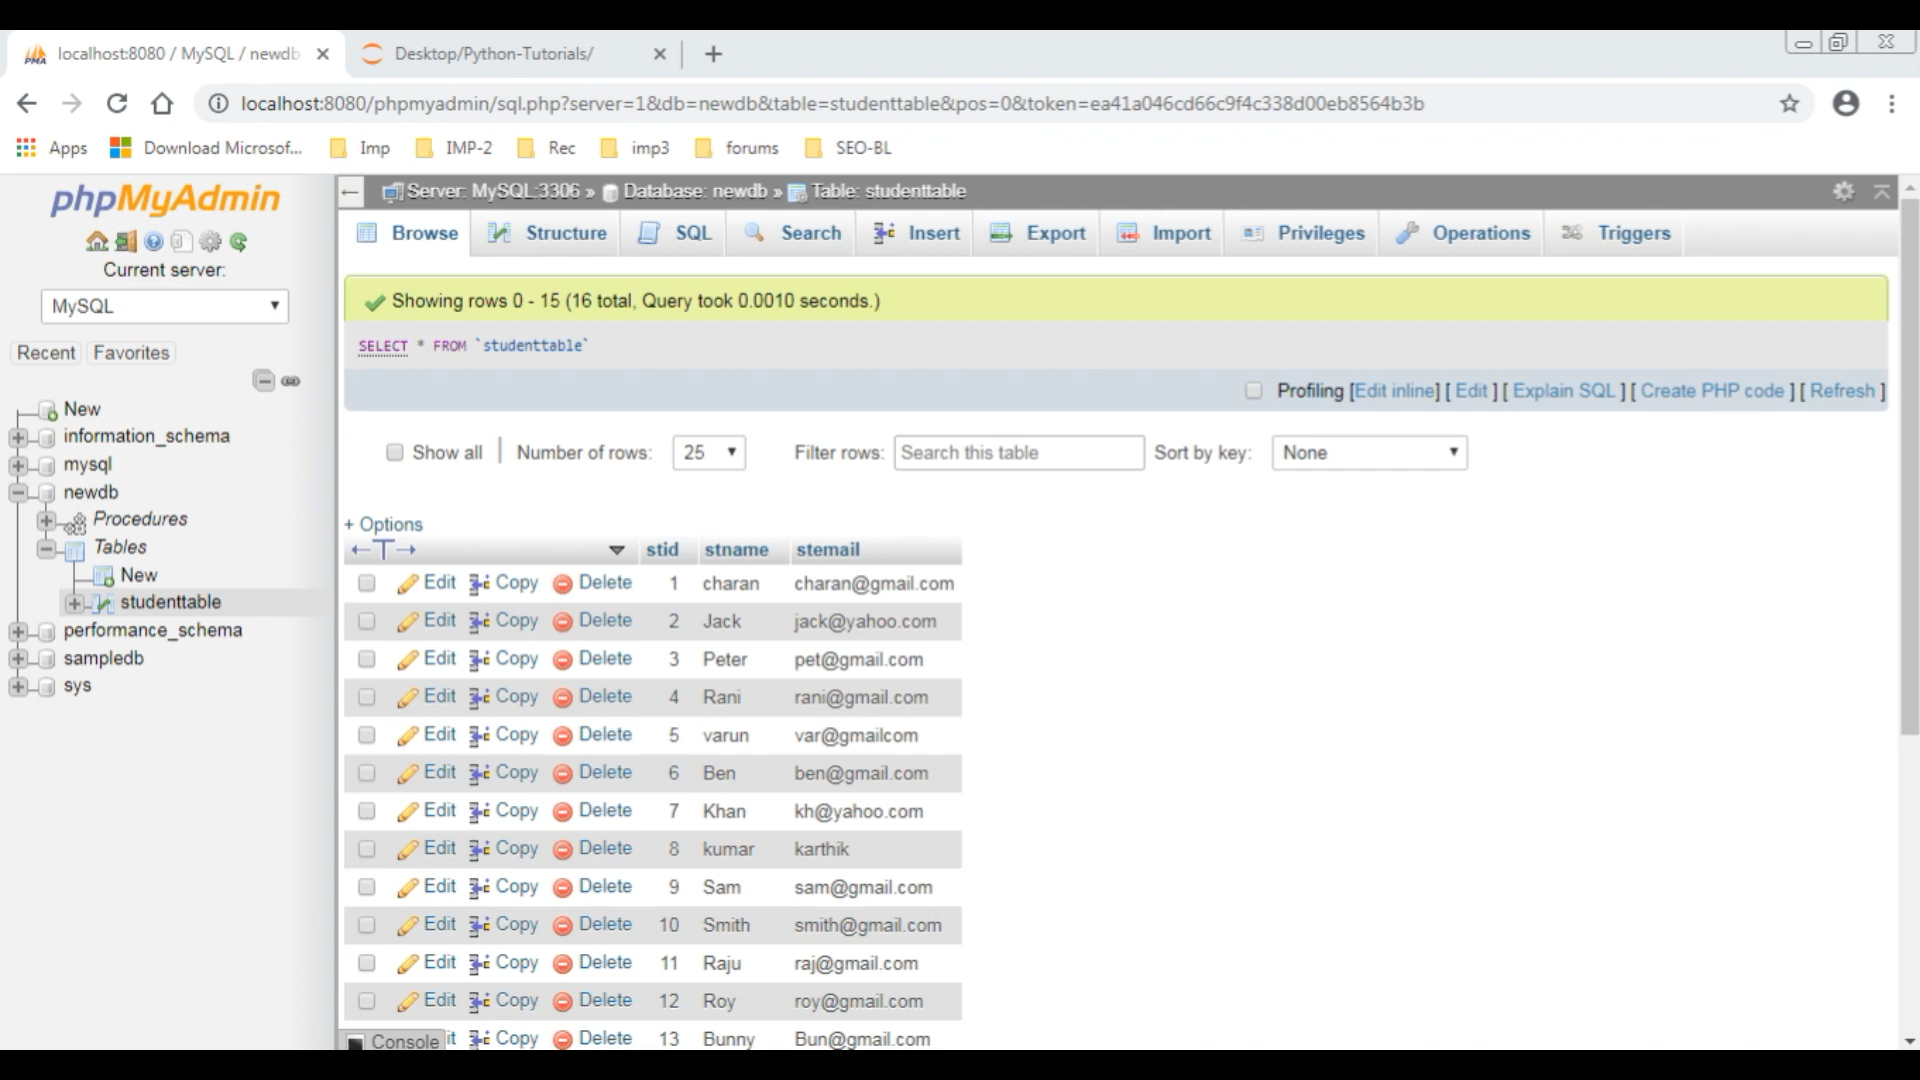 localhost:8080 / MySQL / newdb
Desktop/Python-Tutorials/
localhost:8080/phpmyadmin/sql.php?server=1&db=newdb&table=studenttable&pos=0&token=ea41a046cd66c9f4c338d00eb8564b3b
Apps Download Microsof... Imp IMP-2 Rec imp3 forums SEO-BL
phpMyAdmin
Current server:
MySQL
Recent Favorites
New
information_schema
mysql
newdb
Procedures
Tables
New
studenttable
performance_schema
sampledb
sys
Server: MySQL:3306 » Database: newdb » Table: studenttable
Browse Structure SQL Search Insert Export Import Privileges Operations Triggers
Showing rows 0 - 15 (16 total, Query took 0.0010 seconds.)
SELECT * FROM `studenttable`
Profiling [Edit inline] [ Edit ] [ Explain SQL ] [ Create PHP code ] [ Refresh ]
Show all | Number of rows: 25 Filter rows: Search this table Sort by key: None
+ Options
←T→ stid stname stemail
Edit Copy Delete 1 charan charan@gmail.com
Edit Copy Delete 2 Jack jack@yahoo.com
Edit Copy Delete 3 Peter pet@gmail.com
Edit Copy Delete 4 Rani rani@gmail.com
Edit Copy Delete 5 varun var@gmailcom
Edit Copy Delete 6 Ben ben@gmail.com
Edit Copy Delete 7 Khan kh@yahoo.com
Edit Copy Delete 8 kumar karthik
Edit Copy Delete 9 Sam sam@gmail.com
Edit Copy Delete 10 Smith smith@gmail.com
Edit Copy Delete 11 Raju raj@gmail.com
Edit Copy Delete 12 Roy roy@gmail.com
Console it Copy Delete 13 Bunny Bun@gmail.com